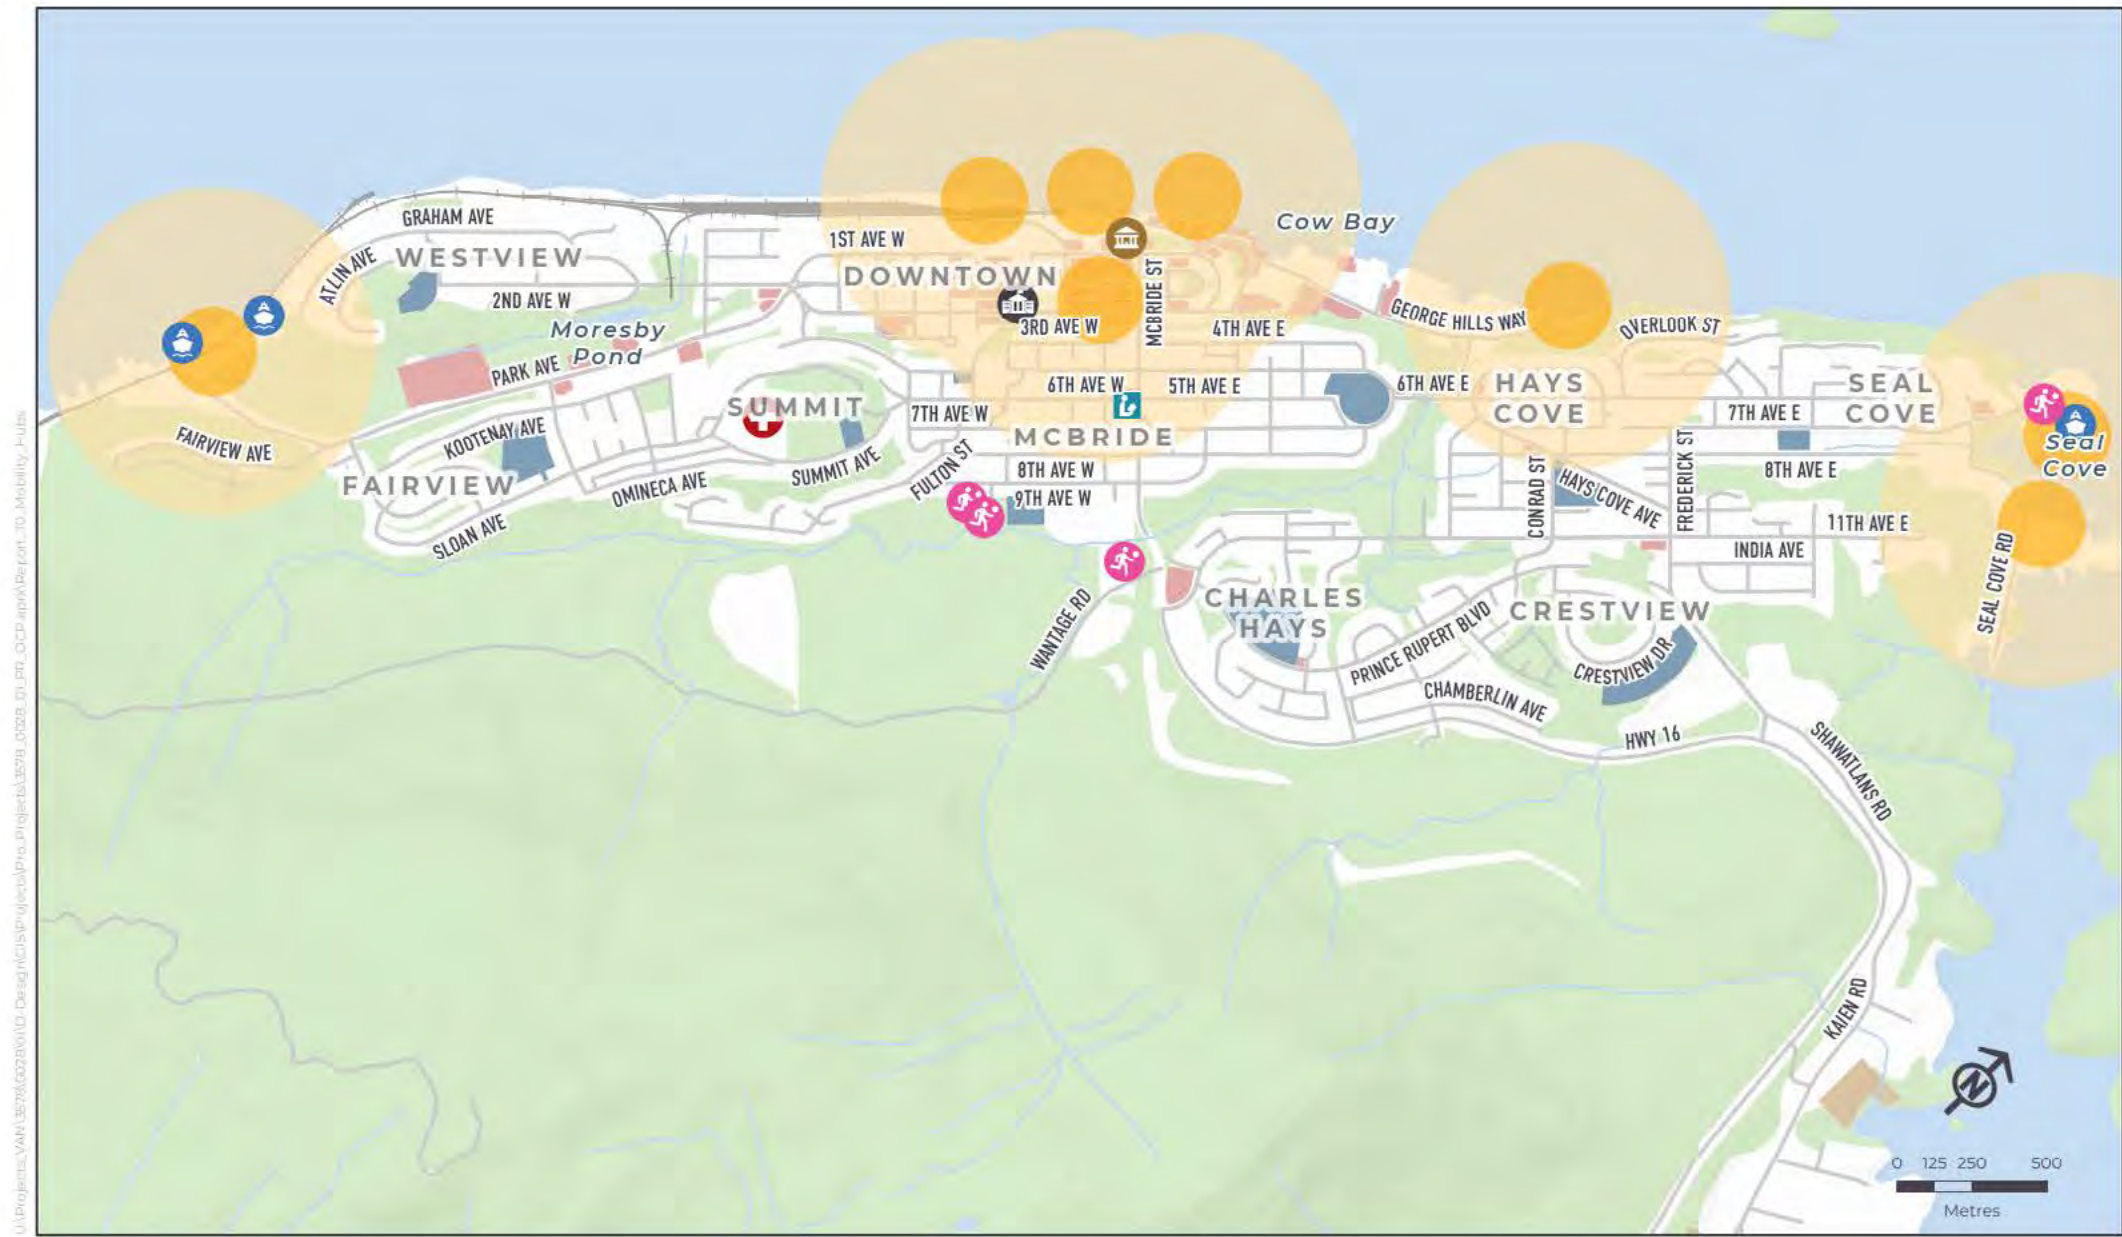 Cow Bay
GRAHAM AVE
1ST AVE W
WESTVIEW
ATLIN AVE
DOWNTOWN
MCBRIDE ST
2ND AVE W
Moresby
Pond
3RD AVE W
4TH AVE E
GEORGE HILLS WAY
OVERLOOK ST
PARK AVE
6TH AVE W
5TH AVE E
6TH AVE E
HAYS
COVE
SEAL
COVE
SUMMIT
7TH AVE W
7TH AVE E
FAIRVIEW AVE
KOOTENAY AVE
MCBRIDE
Seal
Cove
FAIRVIEW
OMINECA AVE
SUMMIT AVE
FULTON ST
8TH AVE W
9TH AVE W
CONRAD ST
HAYS COVE AVE
FREDERICK ST
8TH AVE E
SLOAN AVE
11TH AVE E
INDIA AVE
SEAL COVE RD
WANTAGE RD
CHARLES
HAYS
PRINCE RUPERT BLVD
CRESTVIEW
CRESTVIEW DR
CHAMBERLIN AVE
HWY 16
SHAWATLANS RD
KAIEN RD
N
0 125 250 500
Metres